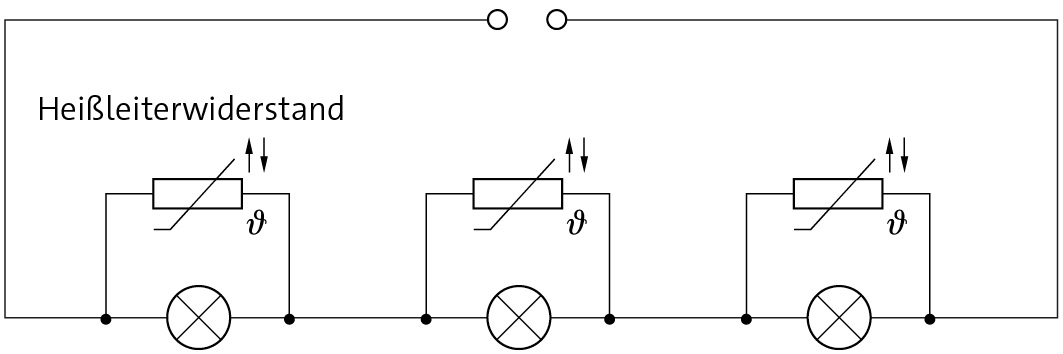 Heißleiterwiderstand
ϑ ϑ ϑ